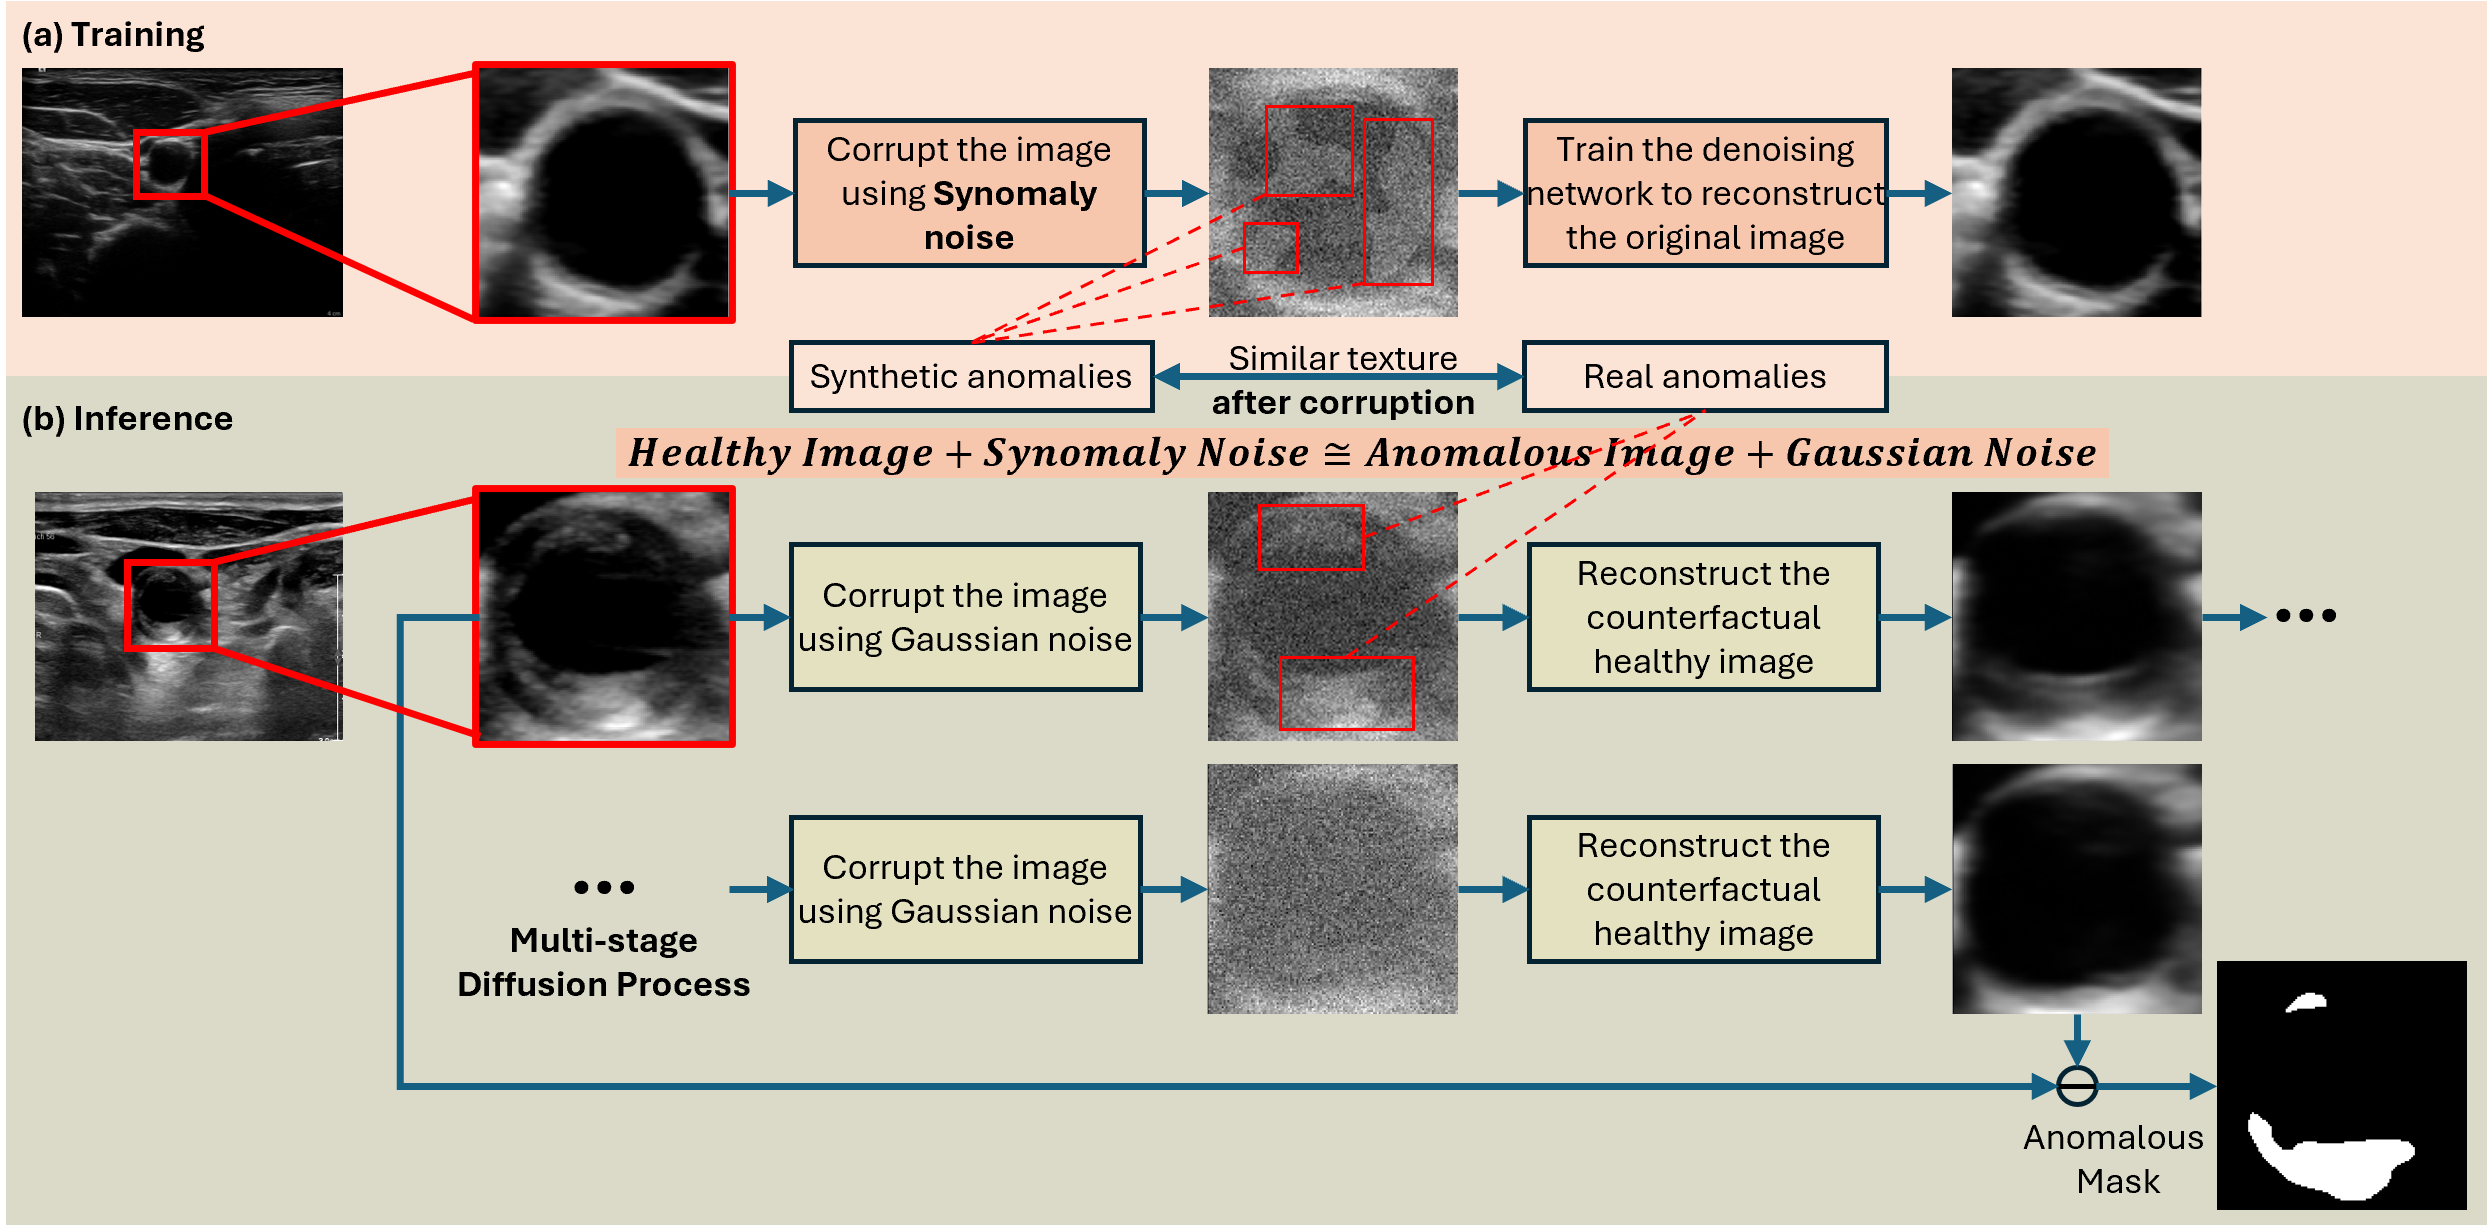 (a) Training
Corrupt the image
using Synomaly
noise
Train the denoising
network to reconstruct
the original image
4 cm
Synthetic anomalies
Similar texture
after corruption
Real anomalies
(b) Inference
Healthy Image + Synomaly Noise ≅ Anomalous Image + Gaussian Noise
R
Corrupt the image
using Gaussian noise
Reconstruct the
counterfactual
healthy image
•••
•••
Multi-stage
Diffusion Process
Corrupt the image
using Gaussian noise
Reconstruct the
counterfactual
healthy image
Anomalous
Mask